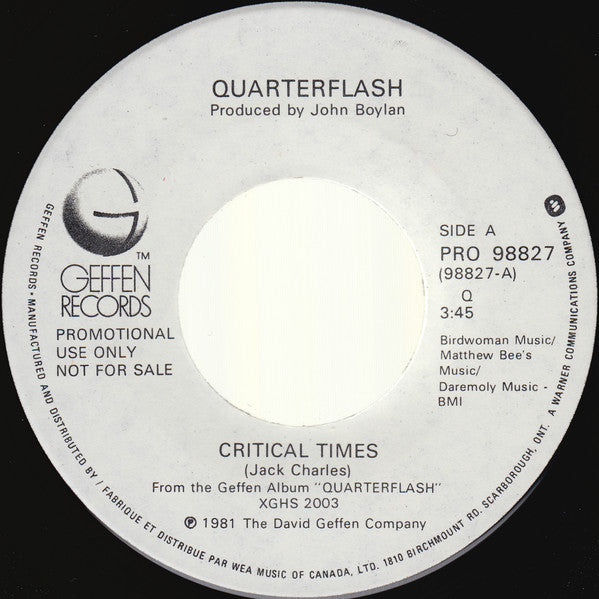 QUARTERFLASH
Produced by John Boylan
G
TM
GEFFEN
RECORDS
PROMOTIONAL
USE ONLY
NOT FOR SALE
SIDE A
PRO 98827
(98827-A)
Q
3:45
Birdwoman Music/
Matthew Bee's
Music/
Daremoly Music -
BMI
CRITICAL TIMES
(Jack Charles)
From the Geffen Album "QUARTERFLASH"
XGHS 2003
℗ 1981 The David Geffen Company
GEFFEN RECORDS • MANUFACTURED AND DISTRIBUTED BY / FABRIQUE ET DISTRIBUE PAR WEA MUSIC OF CANADA, LTD. 1810 BIRCHMOUNT RD. SCARBOROUGH, ONT. A WARNER COMMUNICATIONS COMPANY